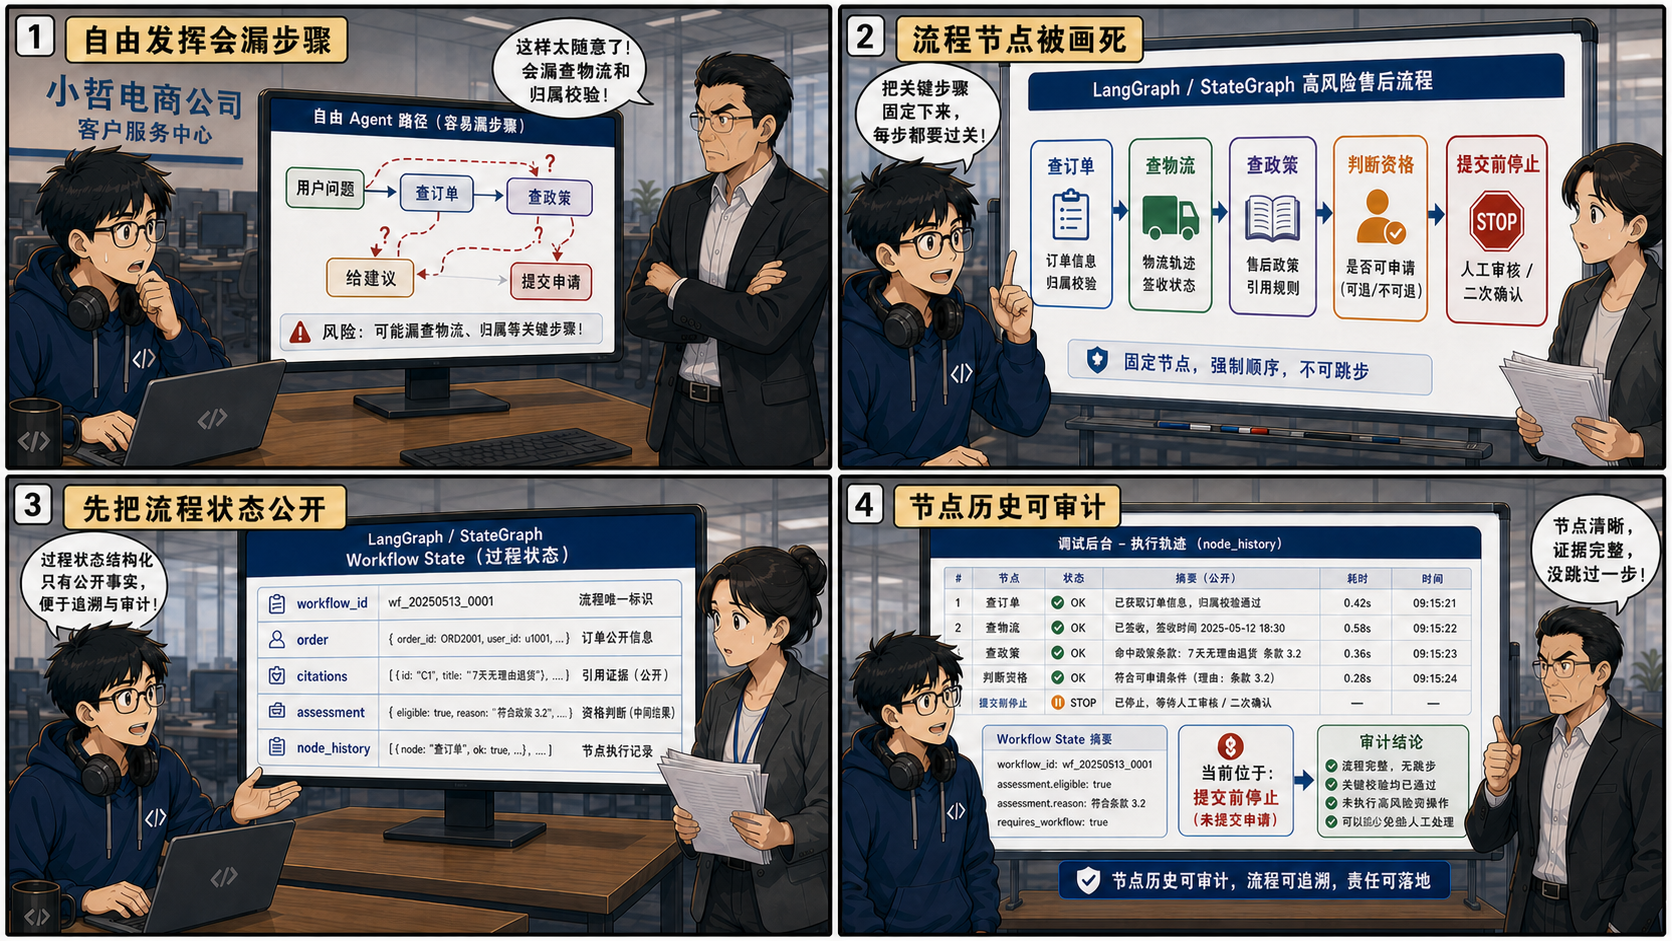 1
自由发挥会漏步骤
小哲电商公司
客户服务中心
这样太随意了！
会漏查物流和
归属校验！
自由 Agent 路径（容易漏步骤）
用户问题
查订单
查政策
?
?
?
给建议
提交申请
风险：可能漏查物流、归属等关键步骤！
</>
</>
</>
2
流程节点被画死
把关键步骤
固定下来，
每步都要过关！
LangGraph / StateGraph 高风险售后流程
查订单
订单信息
归属校验
查物流
物流轨迹
签收状态
查政策
售后政策
引用规则
判断资格
是否可申请
(可退/不可退)
提交前停止
STOP
人工审核 /
二次确认
固定节点，强制顺序，不可跳步
</>
3
先把流程状态公开
过程状态结构化
只有公开事实，
便于追溯与审计！
LangGraph / StateGraph
Workflow State（过程状态）
workflow_id wf_20250513_0001 流程唯一标识
order { order_id: ORD2001, user_id: u1001, ... } 订单公开信息
citations [ { id: "C1", title: "7天无理由退货"}, .... ] 引用证据（公开）
assessment { eligible: true, reason: "符合政策 3.2", .... } 资格判断 (中间结果)
node_history [ { node: "查订单", ok: true, ...}, .... ] 节点执行记录
</>
</>
</>
4
节点历史可审计
节点清晰，
证据完整，
没跳过一步！
调试后台 – 执行轨迹（node_history）
# 节点 状态 摘要（公开） 耗时 时间
1 查订单 OK 已获取订单信息，归属校验通过 0.42s 09:15:21
2 查物流 OK 已签收，签收时间 2025-05-12 18:30 0.58s 09:15:22
查政策 OK 命中政策条款：7天无理由退货 条款 3.2 0.36s 09:15:23
判断资格 OK 符合可申请条件（理由：条款 3.2） 0.28s 09:15:24
提交前停止 STOP 已停止，等待人工审核 / 二次确认 — —
Workflow State 摘要
workflow_id: wf_20250513_0001
assessment.eligible: true
assessment.reason: 符合条款 3.2
requires_workflow: true
$
当前位于：
提交前停止
（未提交申请）
审计结论
流程完整，无跳步
关键校验均已通过
未执行高风险操作
可以人工处理
节点历史可审计，流程可追溯，责任可落地
</>